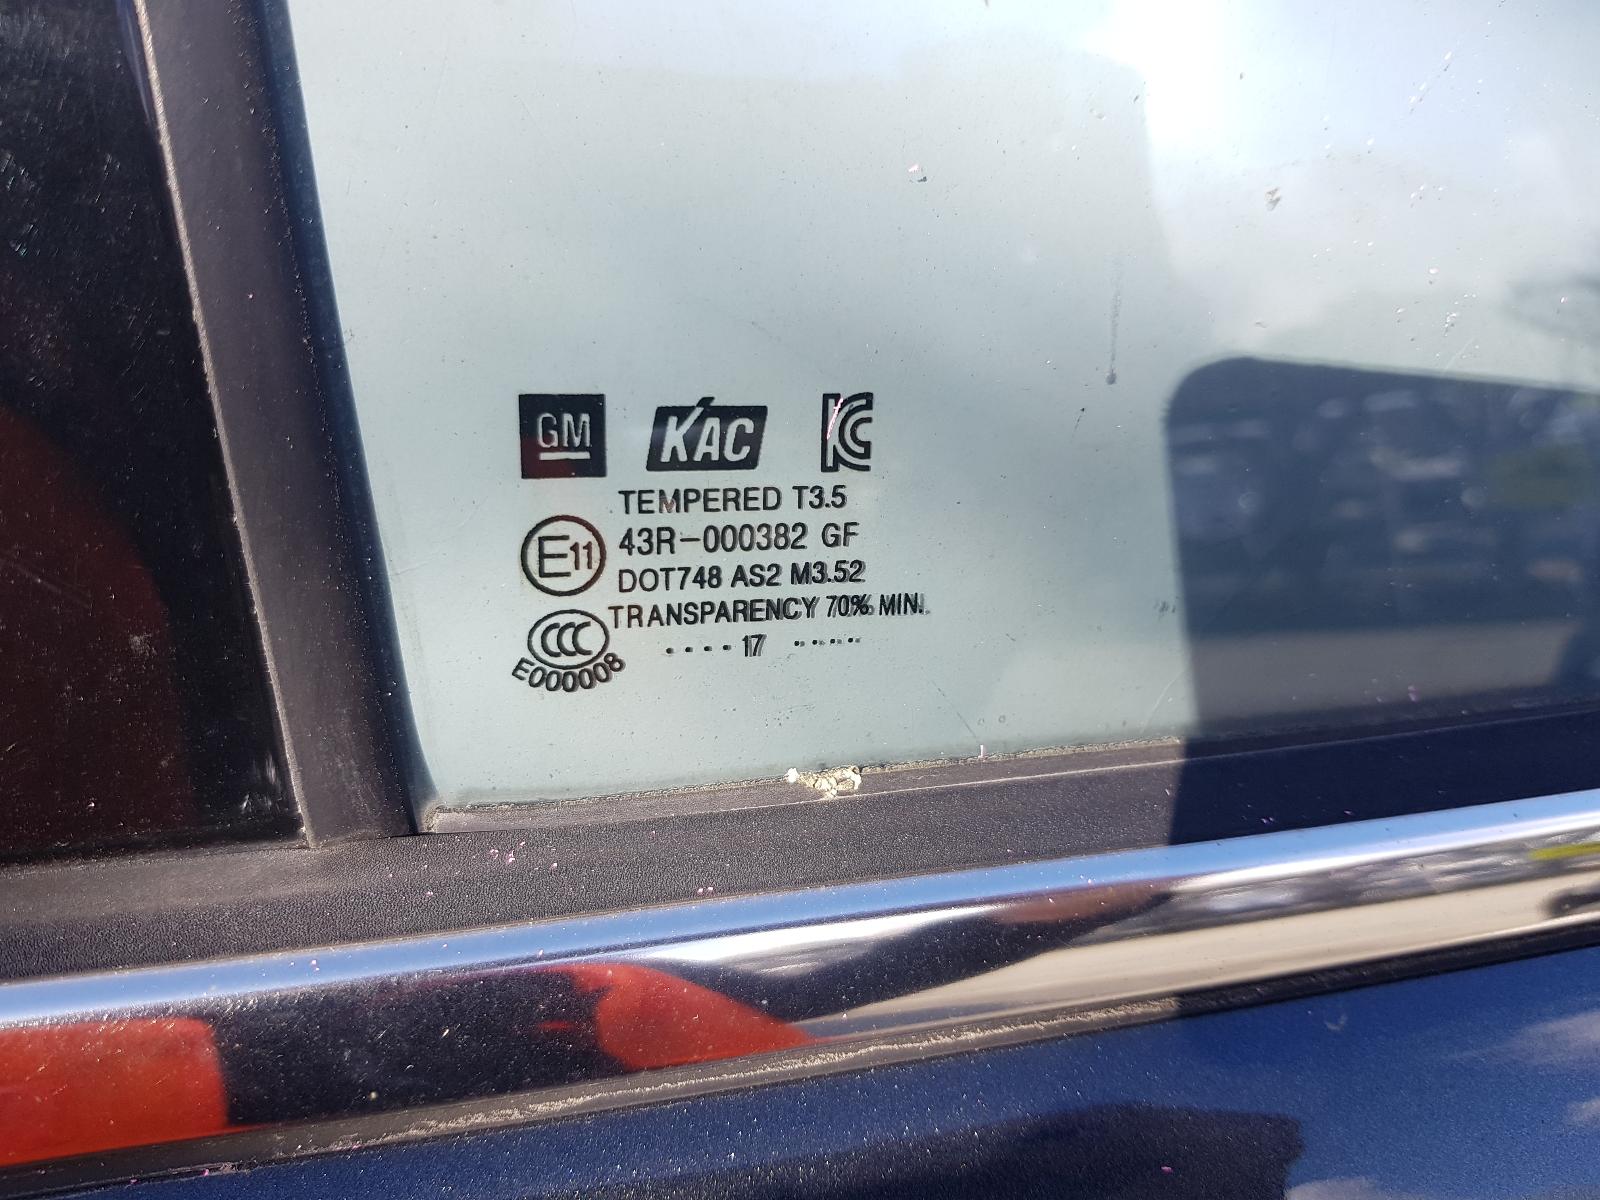 GM KAC KC
TEMPERED T3.5
E11 43R-000382 GF
DOT748 AS2 M3.52
TRANSPARENCY 70% MIN.
CCC
E000008
.... 17 .....